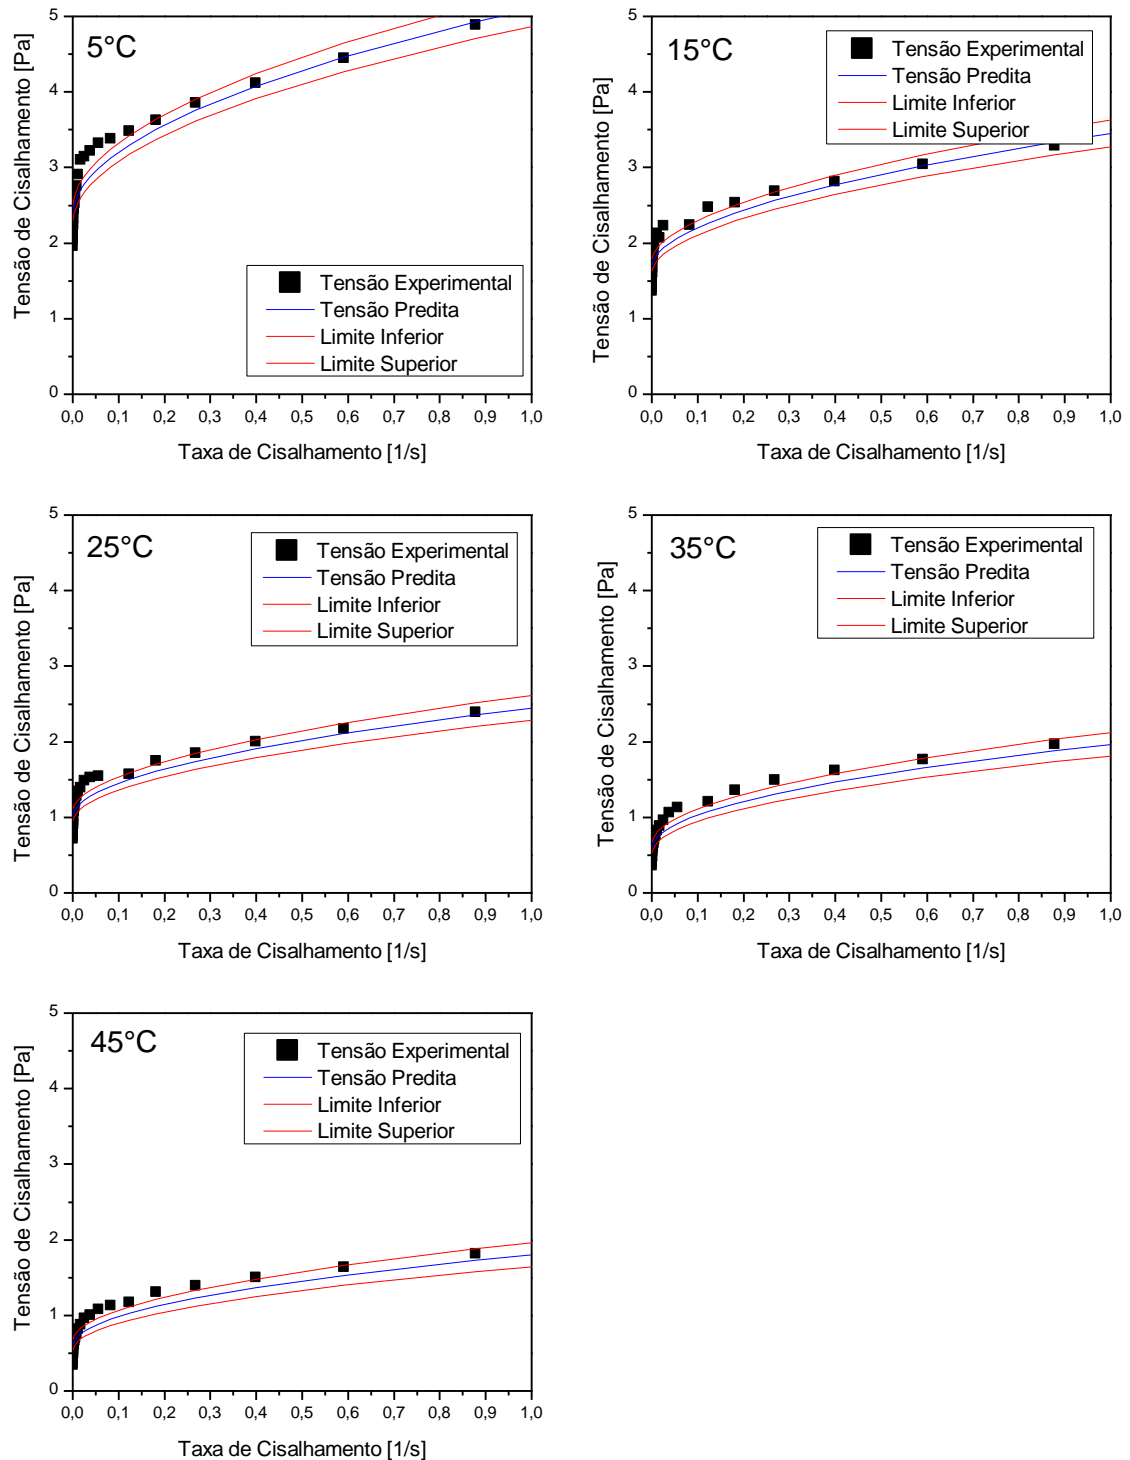 5°C
Tensão de Cisalhamento [Pa]
5
4
3
2
1
0
Tensão Experimental
Tensão Predita
Limite Inferior
Limite Superior
0,0 0,1 0,2 0,3 0,4 0,5 0,6 0,7 0,8 0,9 1,0
Taxa de Cisalhamento [1/s]
15°C
Tensão de Cisalhamento [Pa]
5
4
3
2
1
0
Tensão Experimental
Tensão Predita
Limite Inferior
Limite Superior
0,0 0,1 0,2 0,3 0,4 0,5 0,6 0,7 0,8 0,9 1,0
Taxa de Cisalhamento [1/s]
25°C
Tensão de Cisalhamento [Pa]
5
4
3
2
1
0
Tensão Experimental
Tensão Predita
Limite Inferior
Limite Superior
0,0 0,1 0,2 0,3 0,4 0,5 0,6 0,7 0,8 0,9 1,0
Taxa de Cisalhamento [1/s]
35°C
Tensão de Cisalhamento [Pa]
5
4
3
2
1
0
Tensão Experimental
Tensão Predita
Limite Inferior
Limite Superior
0,0 0,1 0,2 0,3 0,4 0,5 0,6 0,7 0,8 0,9 1,0
Taxa de Cisalhamento [1/s]
45°C
Tensão de Cisalhamento [Pa]
5
4
3
2
1
0
Tensão Experimental
Tensão Predita
Limite Inferior
Limite Superior
0,0 0,1 0,2 0,3 0,4 0,5 0,6 0,7 0,8 0,9 1,0
Taxa de Cisalhamento [1/s]